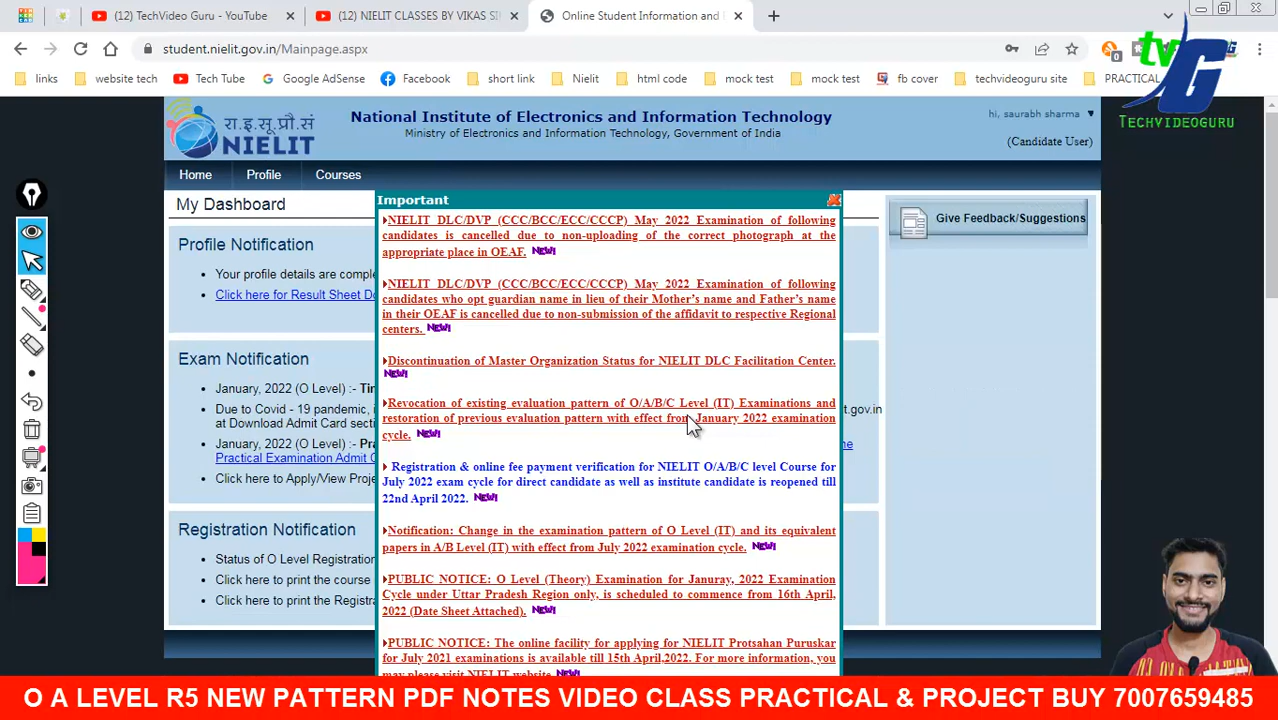 (12) TechVideo Guru - YouTube
(12) NIELIT CLASSES BY VIKAS SI
Online Student Information and
student.nielit.gov.in/Mainpage.aspx
links
website tech
Tech Tube
Google AdSense
Facebook
short link
Nielit
html code
mock test
mock test
fb cover
techvideoguru site
PRACTICAL
tv G
TECHVIDEOGURU
रा.इ.सू.प्रौ.सं
NIELIT
National Institute of Electronics and Information Technology
Ministry of Electronics and Information Technology, Government of India
hi, saurabh sharma
(Candidate User)
Home
Profile
Courses
My Dashboard
Profile Notification
Your profile details are comple
Click here for Result Sheet Do
Exam Notification
January, 2022 (O Level) :- Tim
Due to Covid - 19 pandemic, i
at Download Admit Card section
January, 2022 (O Level) :- Pra
Practical Examination Admit C
Click here to Apply/View Proje
Registration Notification
Status of O Level Registration
Click here to print the course
Click here to print the Registra
Important
NIELIT DLC/DVP (CCC/BCC/ECC/CCCP) May 2022 Examination of following
candidates is cancelled due to non-uploading of the correct photograph at the
appropriate place in OEAF. NEW!
NIELIT DLC/DVP (CCC/BCC/ECC/CCCP) May 2022 Examination of following
candidates who opt guardian name in lieu of their Mother's name and Father's name
in their OEAF is cancelled due to non-submission of the affidavit to respective Regional
centers. NEW!
Discontinuation of Master Organization Status for NIELIT DLC Facilitation Center.
NEW!
Revocation of existing evaluation pattern of O/A/B/C Level (IT) Examinations and
restoration of previous evaluation pattern with effect from January 2022 examination
cycle. NEW!
Registration & online fee payment verification for NIELIT O/A/B/C level Course for
July 2022 exam cycle for direct candidate as well as institute candidate is reopened till
22nd April 2022. NEW!
Notification: Change in the examination pattern of O Level (IT) and its equivalent
papers in A/B Level (IT) with effect from July 2022 examination cycle. NEW!
PUBLIC NOTICE: O Level (Theory) Examination for Januray, 2022 Examination
Cycle under Uttar Pradesh Region only, is scheduled to commence from 16th April,
2022 (Date Sheet Attached). NEW!
PUBLIC NOTICE: The online facility for applying for NIELIT Protsahan Puruskar
for July 2021 examinations is available till 15th April,2022. For more information, you
may please visit NIELIT website. NEW!
of
ne
Give Feedback/Suggestions
O A LEVEL R5 NEW PATTERN PDF NOTES VIDEO CLASS PRACTICAL & PROJECT BUY 7007659485